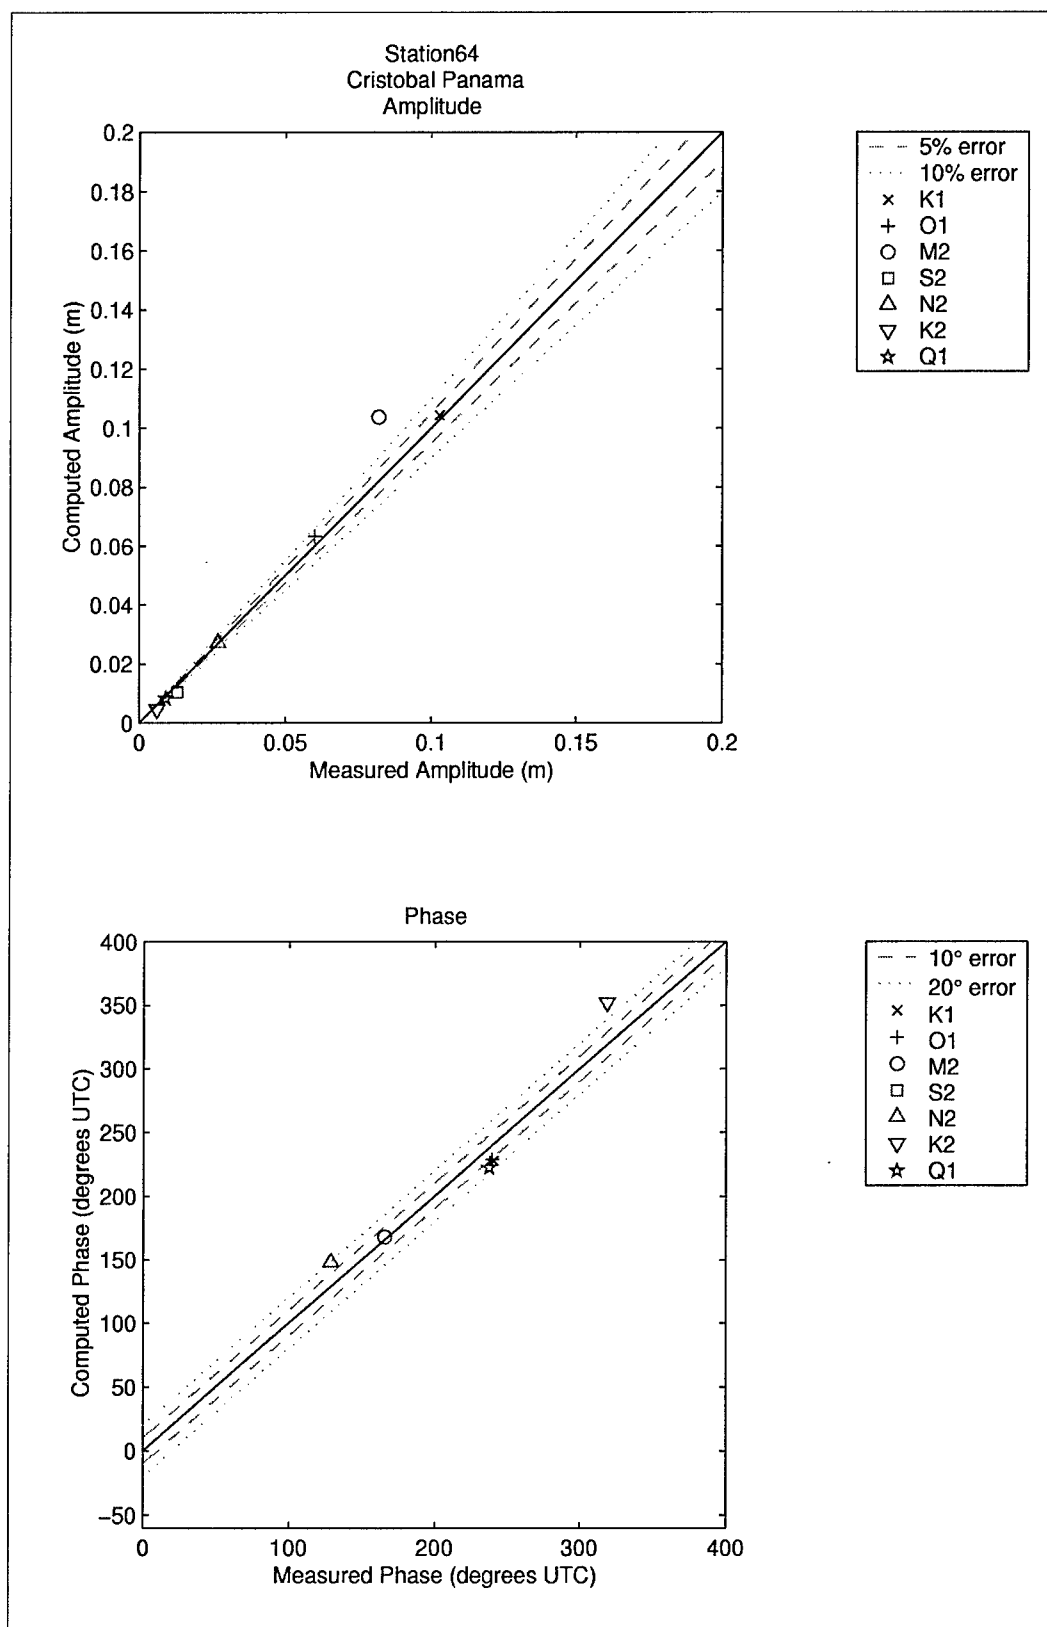 Station64
Cristobal Panama
Amplitude
0.2
0.18
0.16
0.14
0.12
0.1
0.08
0.06
0.04
0.02
0
Computed Amplitude (m)
0 0.05 0.1 0.15 0.2
Measured Amplitude (m)
5% error
10% error
K1
O1
M2
S2
N2
K2
Q1
Phase
400
350
300
250
200
150
100
50
0
−50
Computed Phase (degrees UTC)
0 100 200 300 400
Measured Phase (degrees UTC)
10° error
20° error
K1
O1
M2
S2
N2
K2
Q1